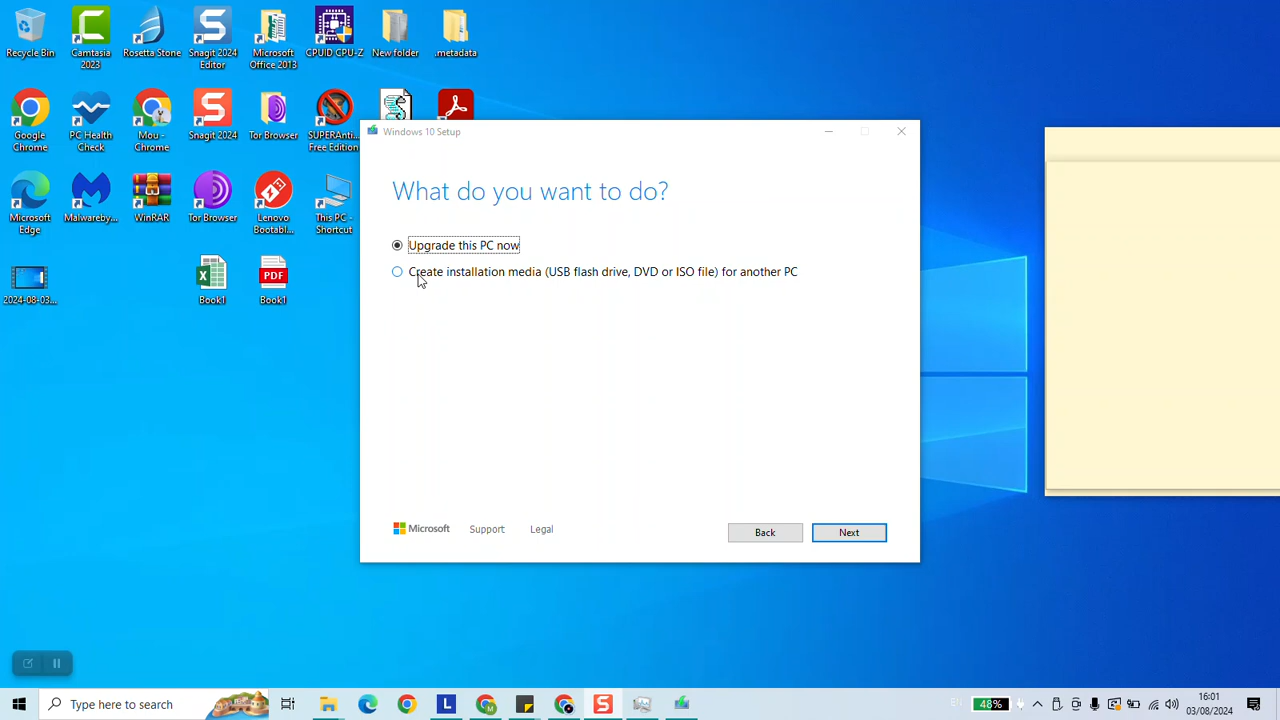 Recycle Bin
Camtasia
2023
Rosetta Stone
Snagit 2024
Editor
Microsoft
Office 2013
CPUID CPU-Z
New folder
.metadata
Google
Chrome
PC Health
Check
Mou -
Chrome
Snagit 2024
Tor Browser
SUPERAnti...
Free Edition
Microsoft
Edge
Malwareby...
WinRAR
Tor Browser
Lenovo
Bootabl...
This PC -
Shortcut
2024-08-03...
Book1
PDF
Book1
Windows 10 Setup
What do you want to do?
Upgrade this PC now
Create installation media (USB flash drive, DVD or ISO file) for another PC
Microsoft
Support
Legal
Back
Next
Type here to search
EN
48%
16:01
03/08/2024